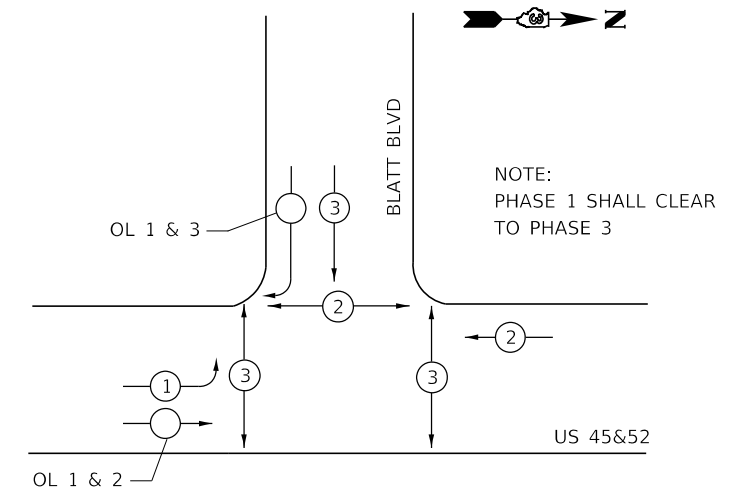 N
BLATT BLVD
NOTE:
PHASE 1 SHALL CLEAR
TO PHASE 3
OL 1 & 3
3
2
2
1
3
3
US 45&52
OL 1 & 2